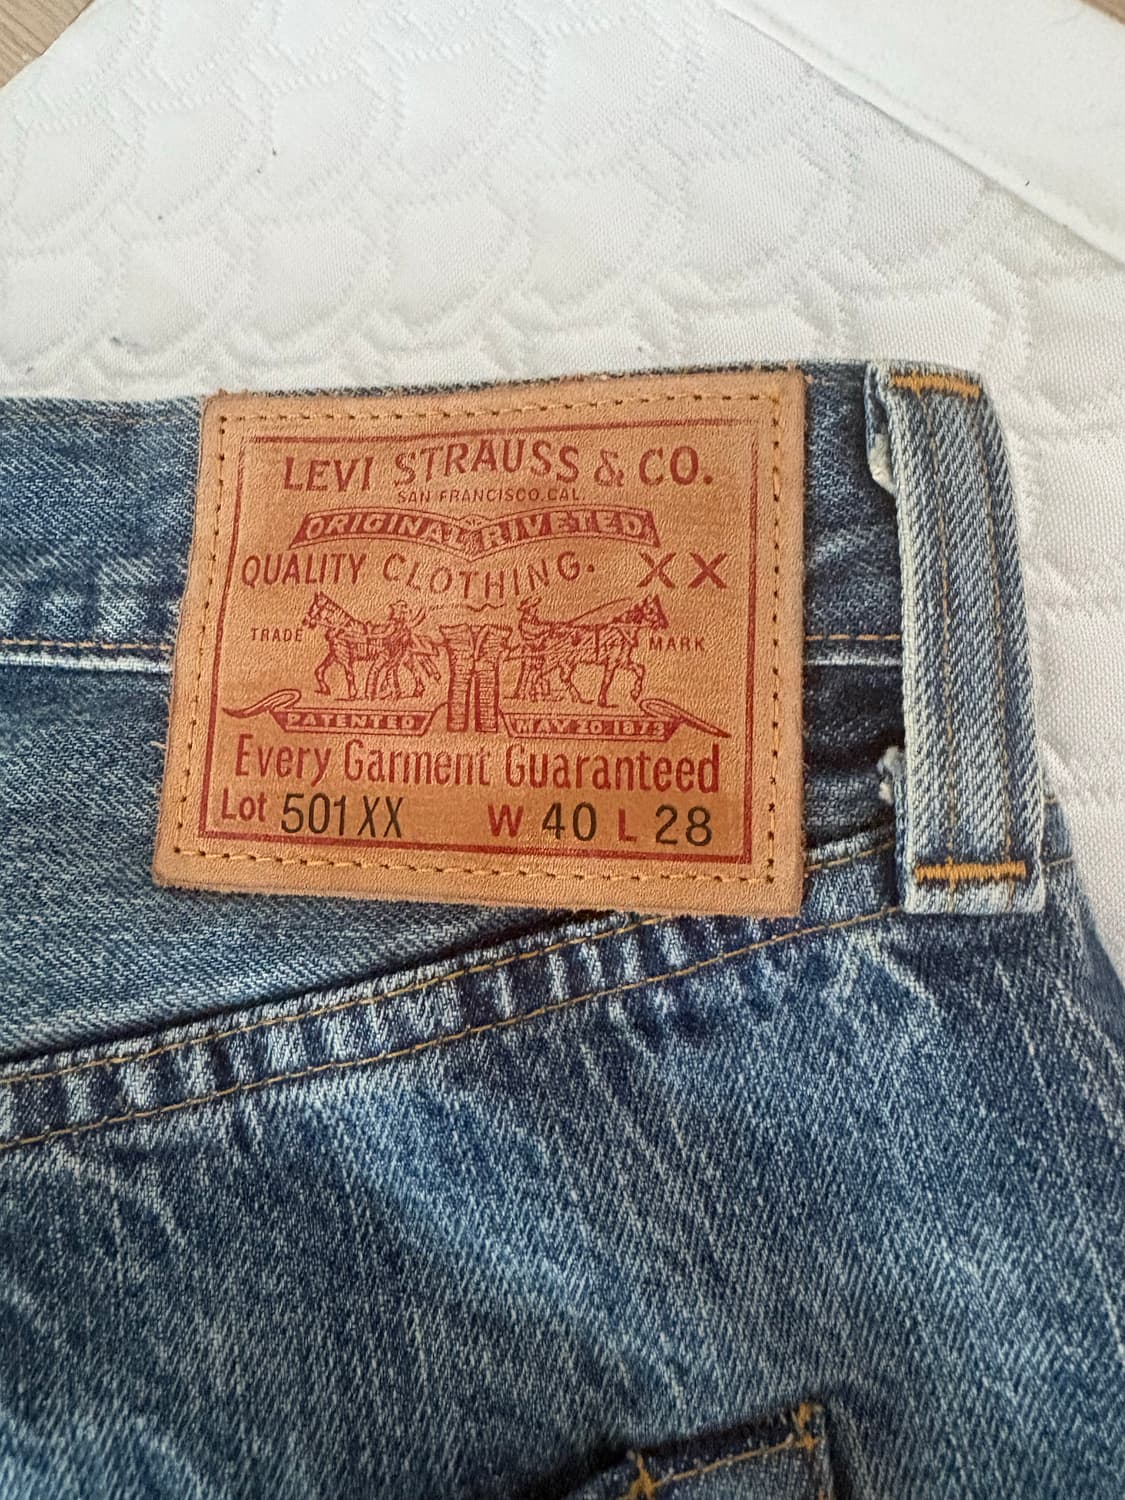 LEVI STRAUSS & CO.
SAN FRANCISCO, CAL.
ORIGINAL RIVETED
QUALITY CLOTHING. XX
TRADE MARK
PATENTED MAY 20 1873
Every Garment Guaranteed
Lot 501XX W 40 L 28